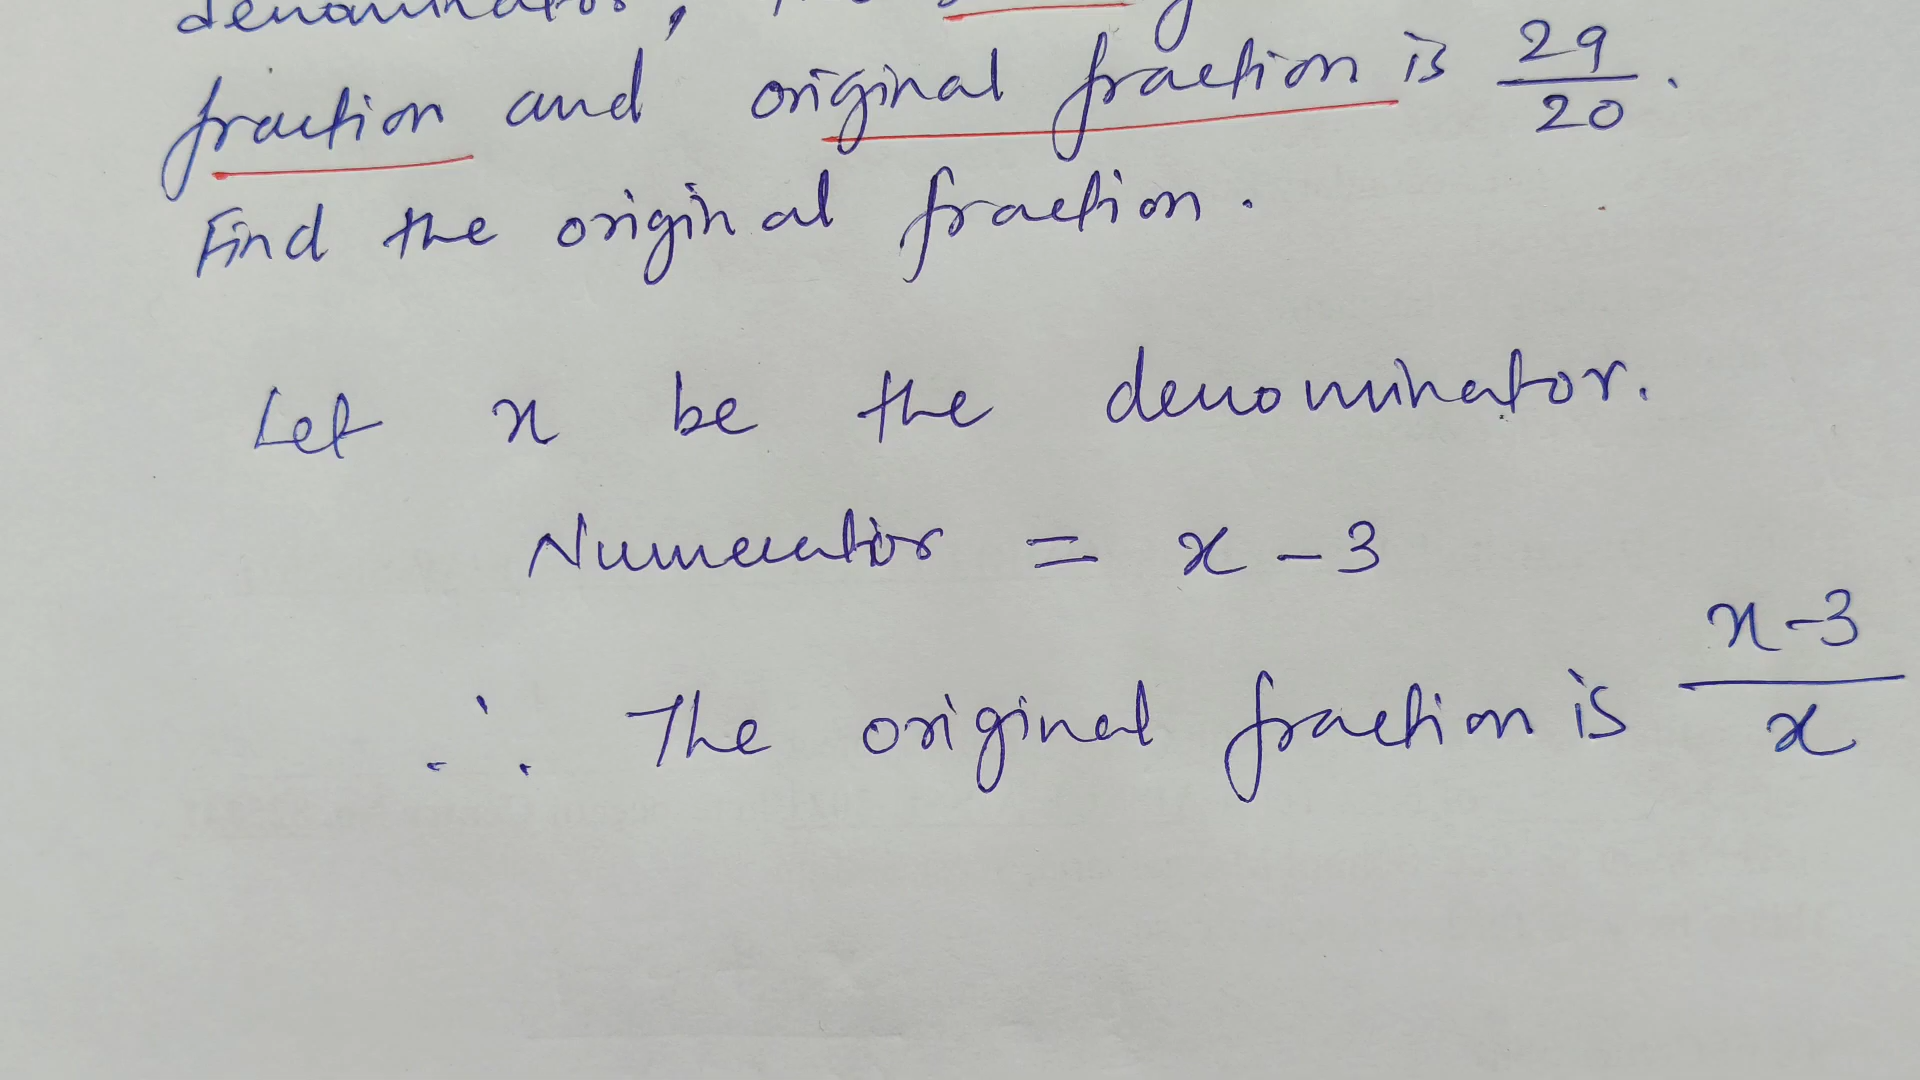 denominator,
fraction and original fraction is 29/20.
Find the original fraction.
Let x be the denominator.
Numerator = x - 3
∴ The original fraction is x-3/x